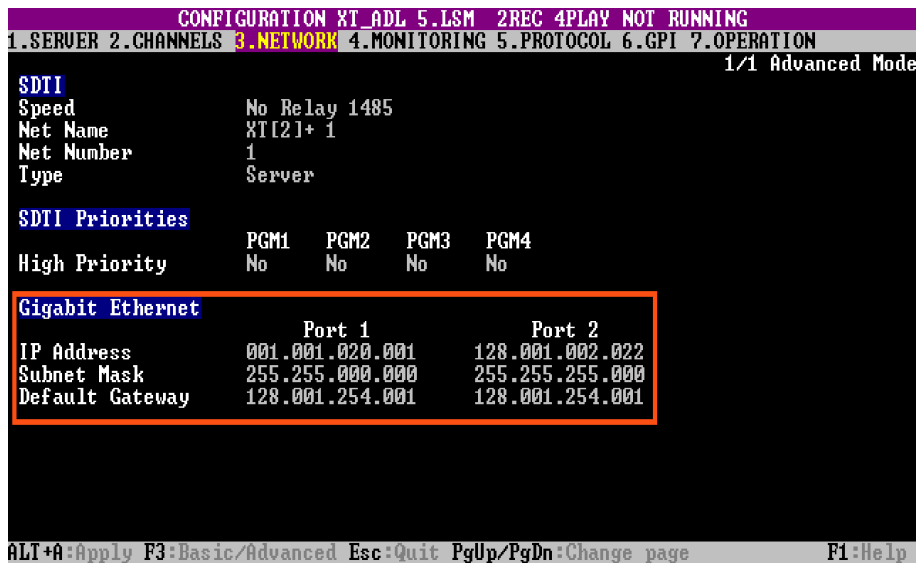 CONFIGURATION XT_ADL 5.LSM 2REC 4PLAY NOT RUNNING
1.SERVER 2.CHANNELS 3.NETWORK 4.MONITORING 5.PROTOCOL 6.GPI 7.OPERATION
1/1 Advanced Mode
SDTI
Speed No Relay 1485
Net Name XT[2]+ 1
Net Number 1
Type Server
SDTI Priorities
PGM1 PGM2 PGM3 PGM4
High Priority No No No No
Gigabit Ethernet
Port 1 Port 2
IP Address 001.001.020.001 128.001.002.022
Subnet Mask 255.255.000.000 255.255.255.000
Default Gateway 128.001.254.001 128.001.254.001
ALT+A:Apply F3:Basic/Advanced Esc:Quit PgUp/PgDn:Change page F1:Help